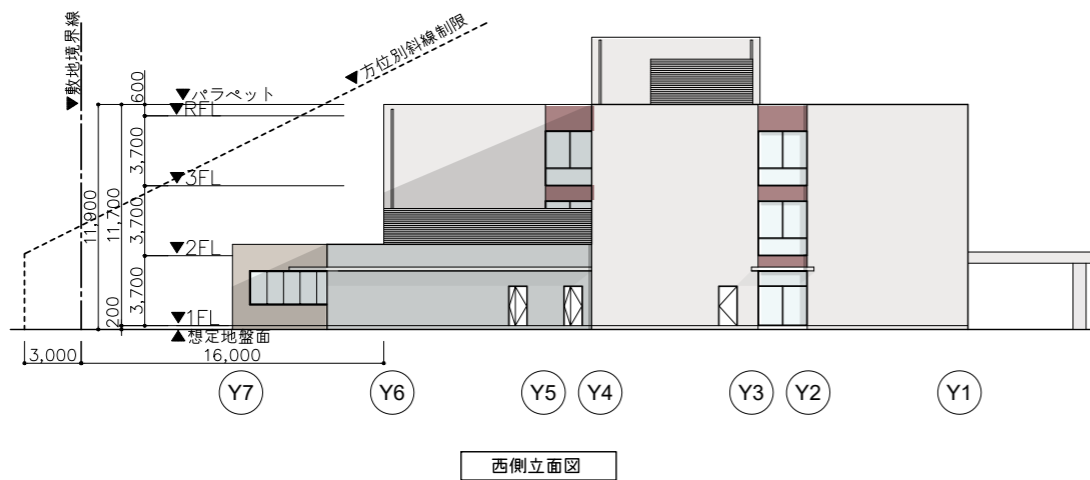 ▼敷地境界線
▼方位別斜線制限
▼パラペット
▼RFL
▼3FL
▼2FL
▼1FL
▲想定地盤面
600
3,700
3,700
3,700
200
11,700
11,900
3,000
16,000
Y7
Y6
Y5
Y4
Y3
Y2
Y1
西側立面図